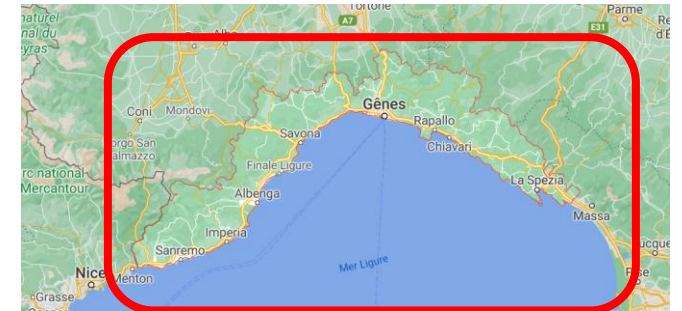 Tortone
Parme
naturel
nal du
eyras
A7
E31
Alba
Gênes
Coni
Mondovi
Rapallo
Savona
Chiavari
orgo San
almazzo
Finale Ligure
rc national
Mercantour
La Spezia
Albenga
Massa
Imperia
Sanremo
Mer Ligure
Nice
Menton
Grasse